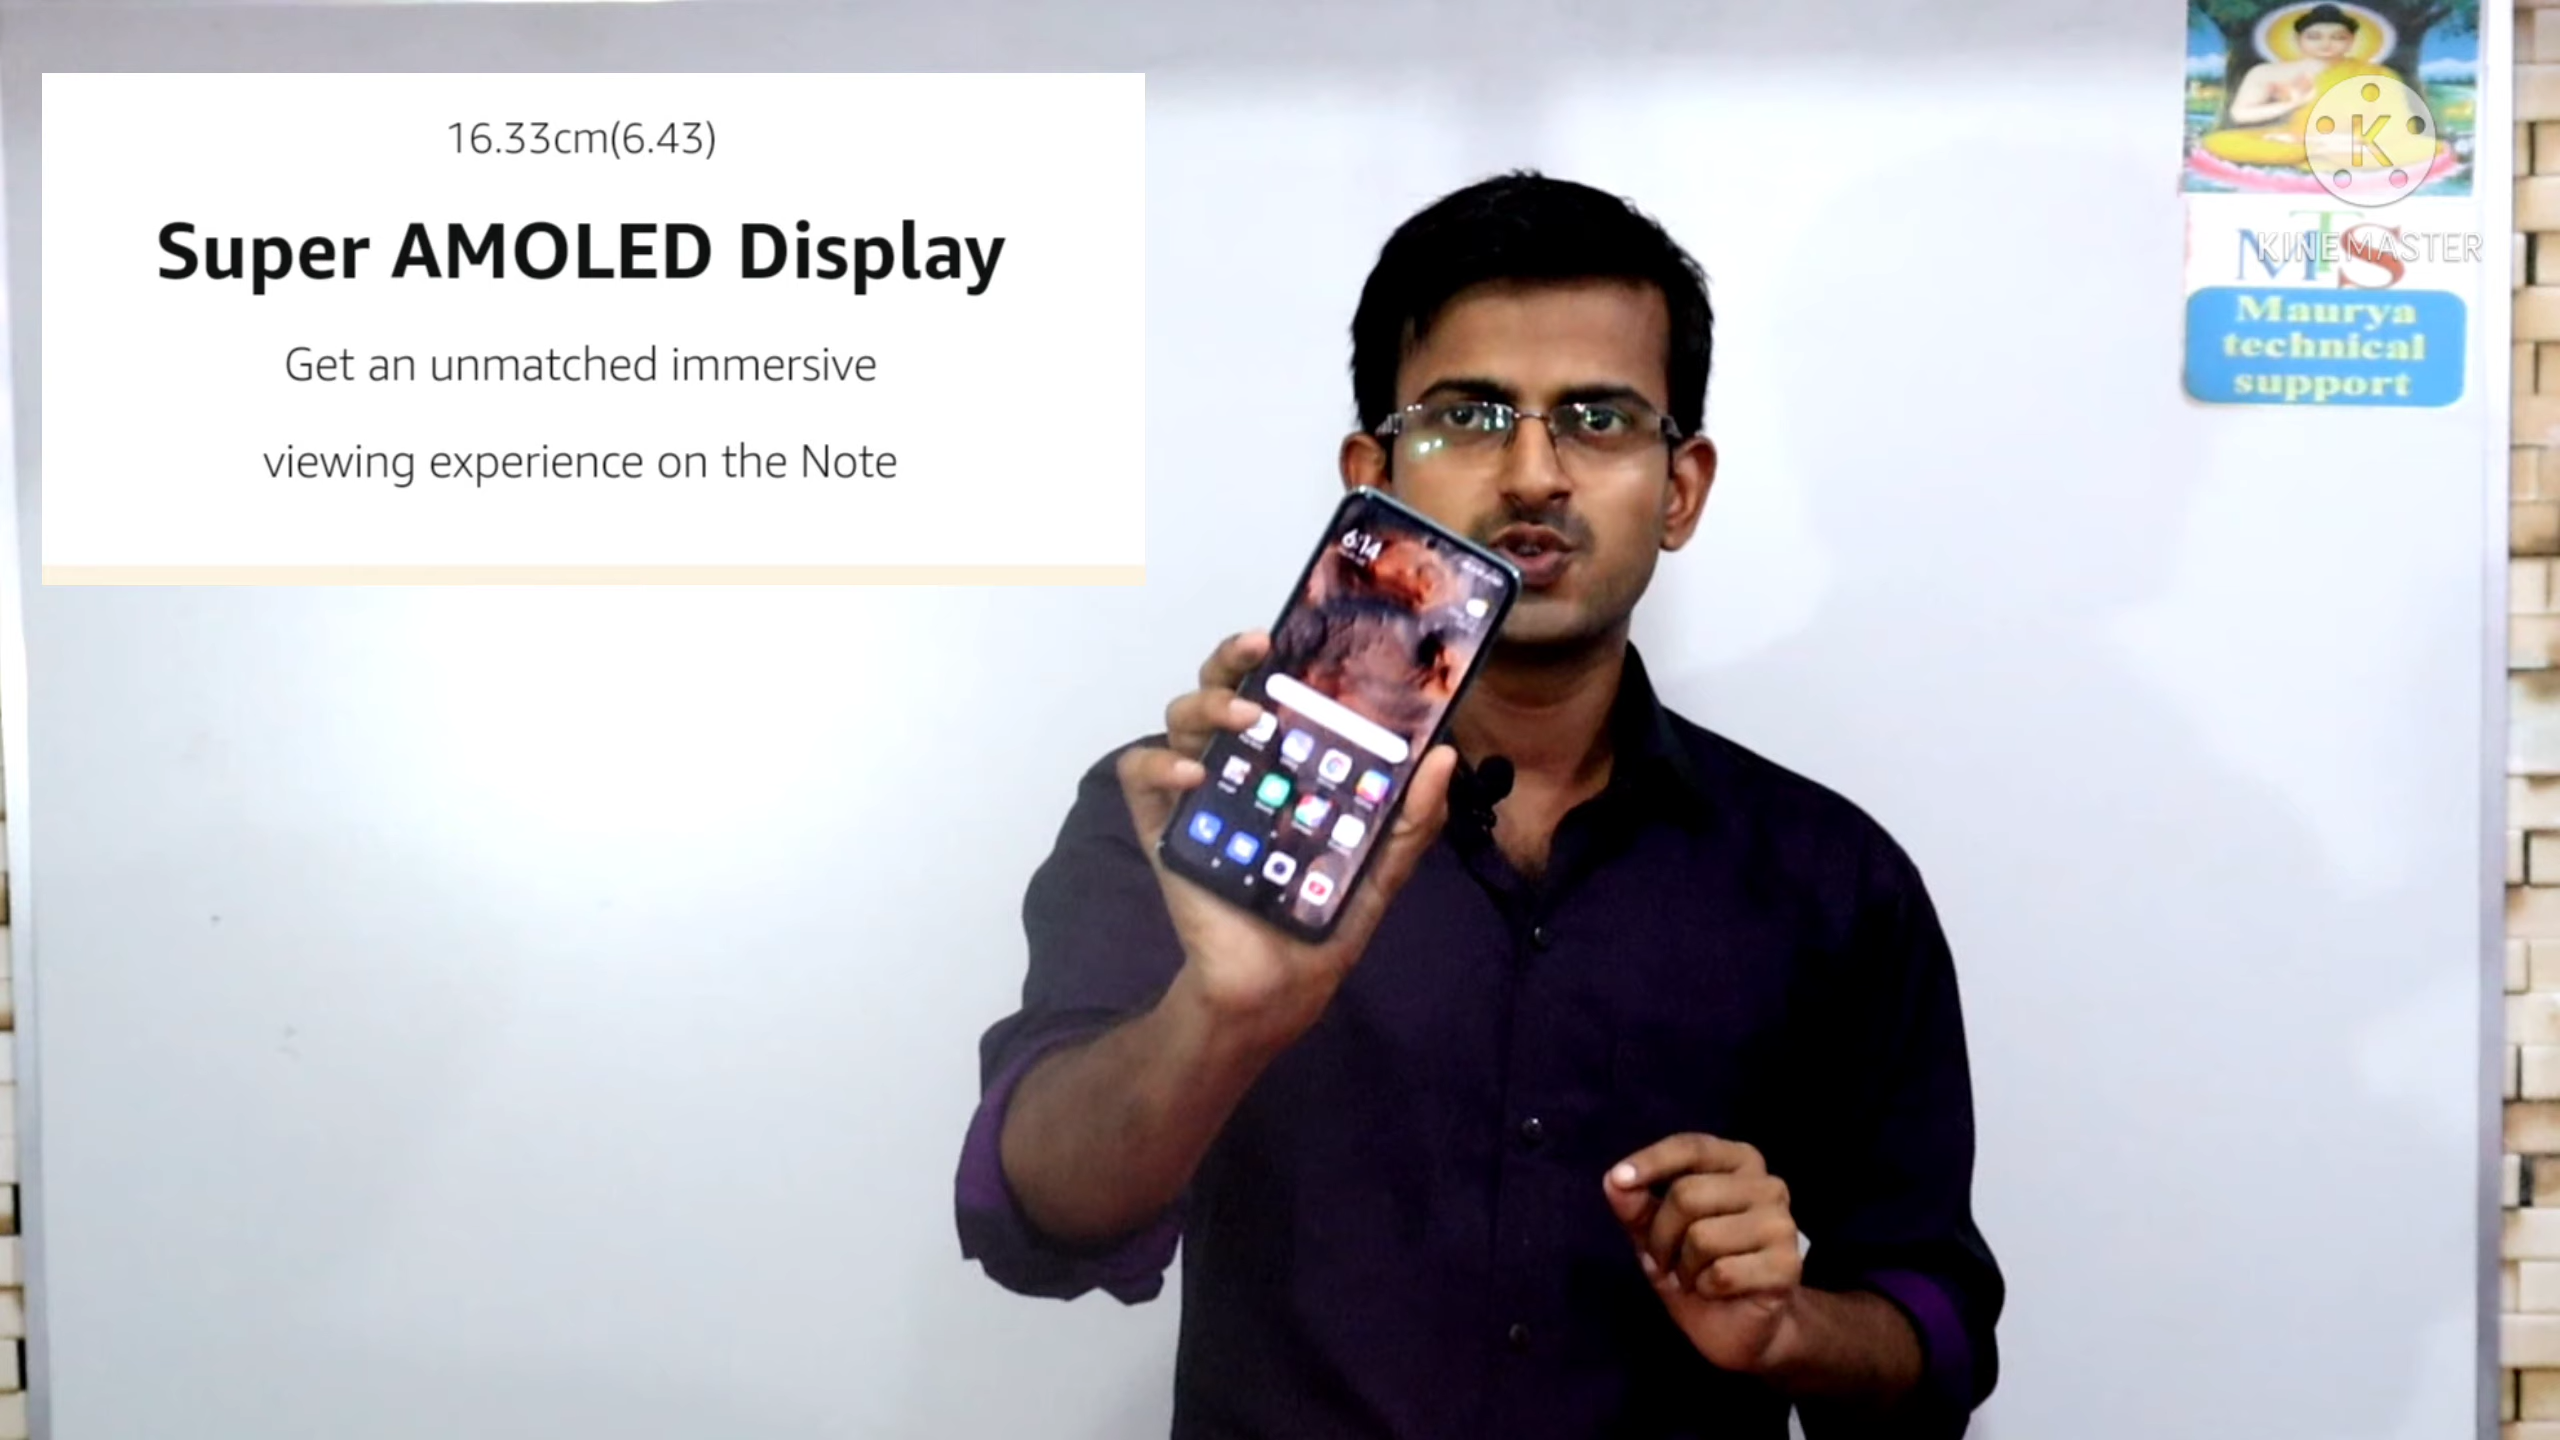 16.33cm(6.43)
Super AMOLED Display
Get an unmatched immersive
viewing experience on the Note
6:14
K
KINEMASTER
MTS
Maurya
technical
support